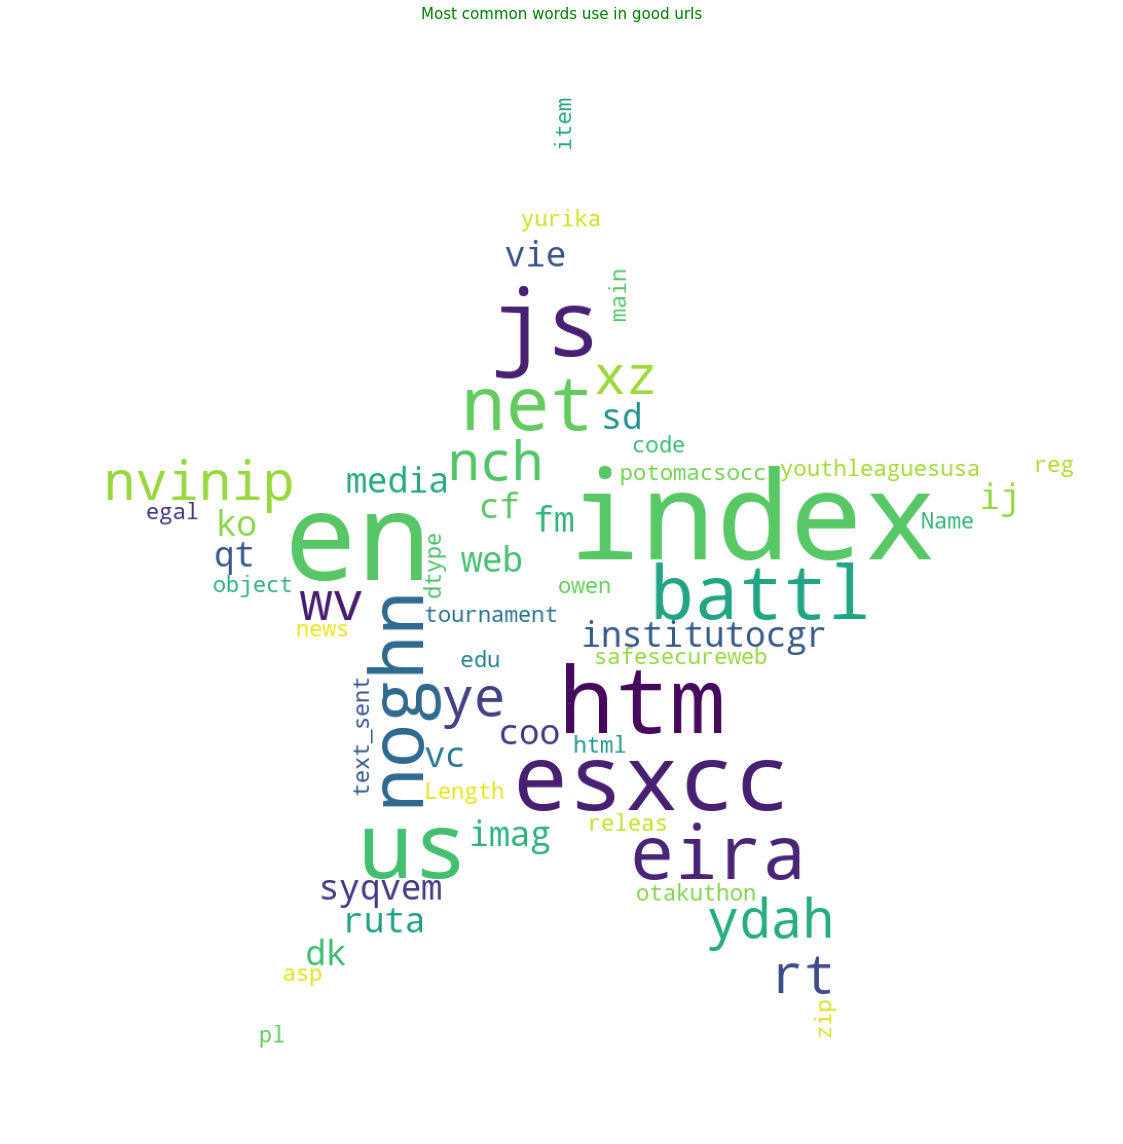 Most common words use in good urls
item
yurika
vie
main
js
xz
net
sd
code
nch
potomacsocc
youthleaguesusa
reg
nvinip
media
index
ij
egal
ko
en
cf
fm
Name
qt
dtype
web
object
owen
battl
wv
noghn
tournament
news
institutocgr
edu
safesecureweb
text_sent
ye
htm
coo
html
vc
esxcc
Length
us
imag
releas
eira
syqvem
otakuthon
ruta
ydah
dk
asp
rt
zip
pl